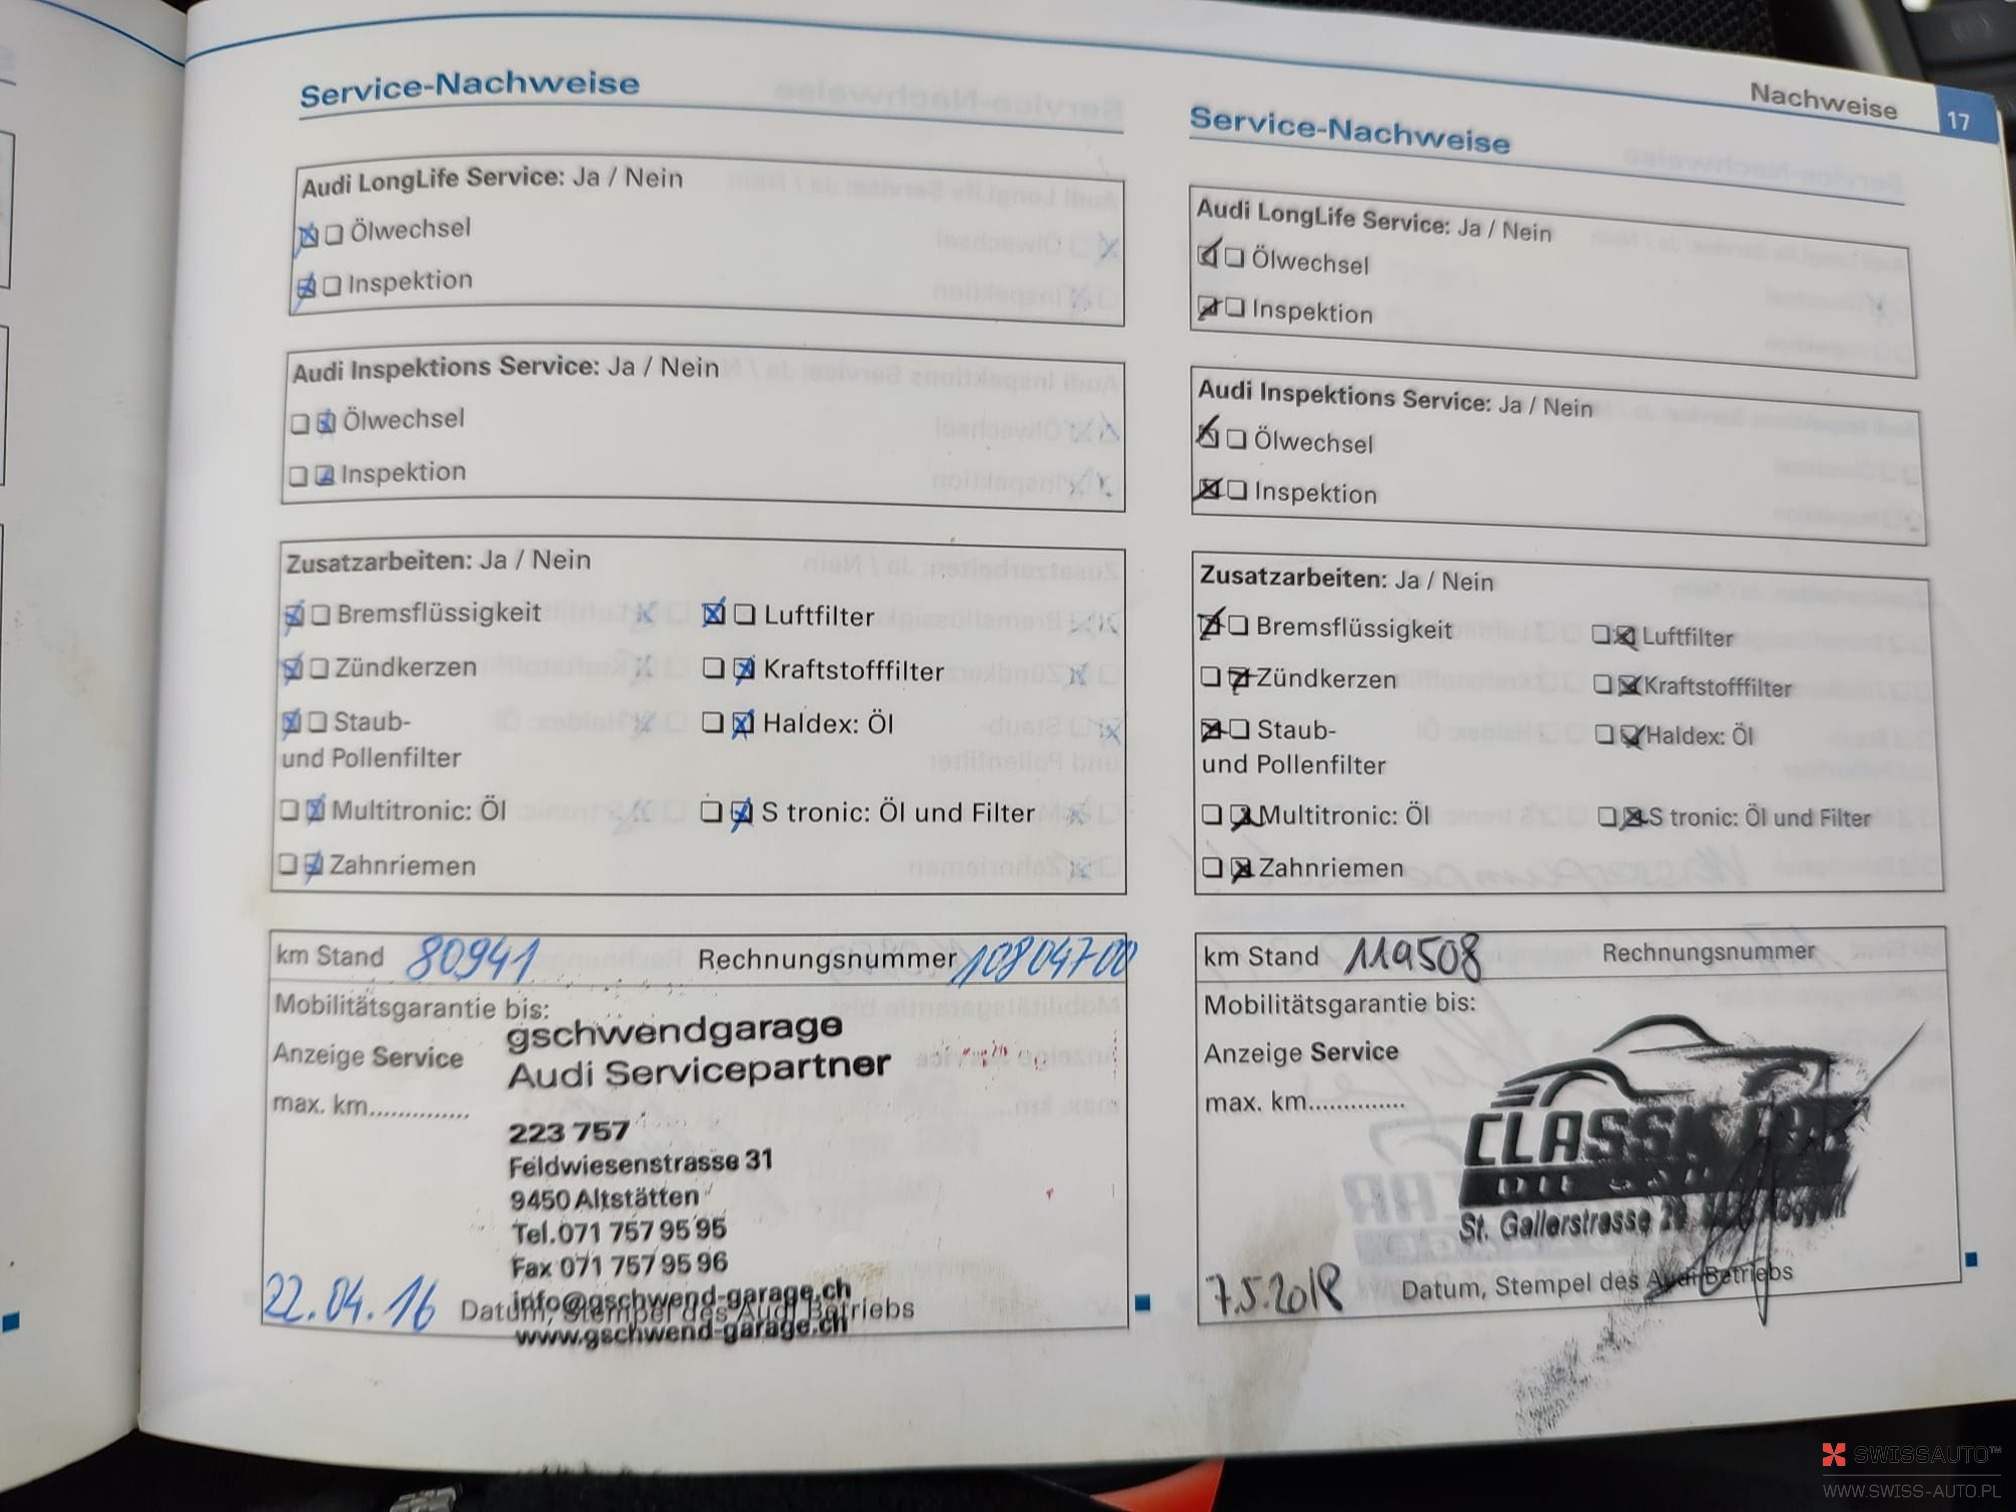 Nachweise 17
Service-Nachweise
Audi LongLife Service: Ja / Nein
Ölwechsel
Inspektion
Audi Inspektions Service: Ja / Nein
Ölwechsel
Inspektion
Zusatzarbeiten: Ja / Nein
Bremsflüssigkeit Luftfilter
Zündkerzen Kraftstofffilter
Staub- Haldex: Öl
und Pollenfilter
Multitronic: Öl S tronic: Öl und Filter
Zahnriemen
km Stand 80941 Rechnungsnummer 10804700
Mobilitätsgarantie bis:
gschwendgarage
Anzeige Service
Audi Servicepartner
max. km..............
223 757
Feldwiesenstrasse 31
9450 Altstätten
Tel. 071 757 95 95
Fax 071 757 95 96
info@gschwend-garage.ch
22.04.16 Datum, Stempel des Audi Betriebs
www.gschwend-garage.ch
Service-Nachweise
Audi LongLife Service: Ja / Nein
Ölwechsel
Inspektion
Audi Inspektions Service: Ja / Nein
Ölwechsel
Inspektion
Zusatzarbeiten: Ja / Nein
Bremsflüssigkeit Luftfilter
Zündkerzen Kraftstofffilter
Staub- Haldex: Öl
und Pollenfilter
Multitronic: Öl S tronic: Öl und Filter
Zahnriemen
km Stand 119508 Rechnungsnummer
Mobilitätsgarantie bis:
Anzeige Service
max. km..............
CLASSIC CAR
St. Gallerstrasse
7.5.2018 Datum, Stempel des Audi Betriebs
SWISSAUTO™
WWW.SWISS-AUTO.PL